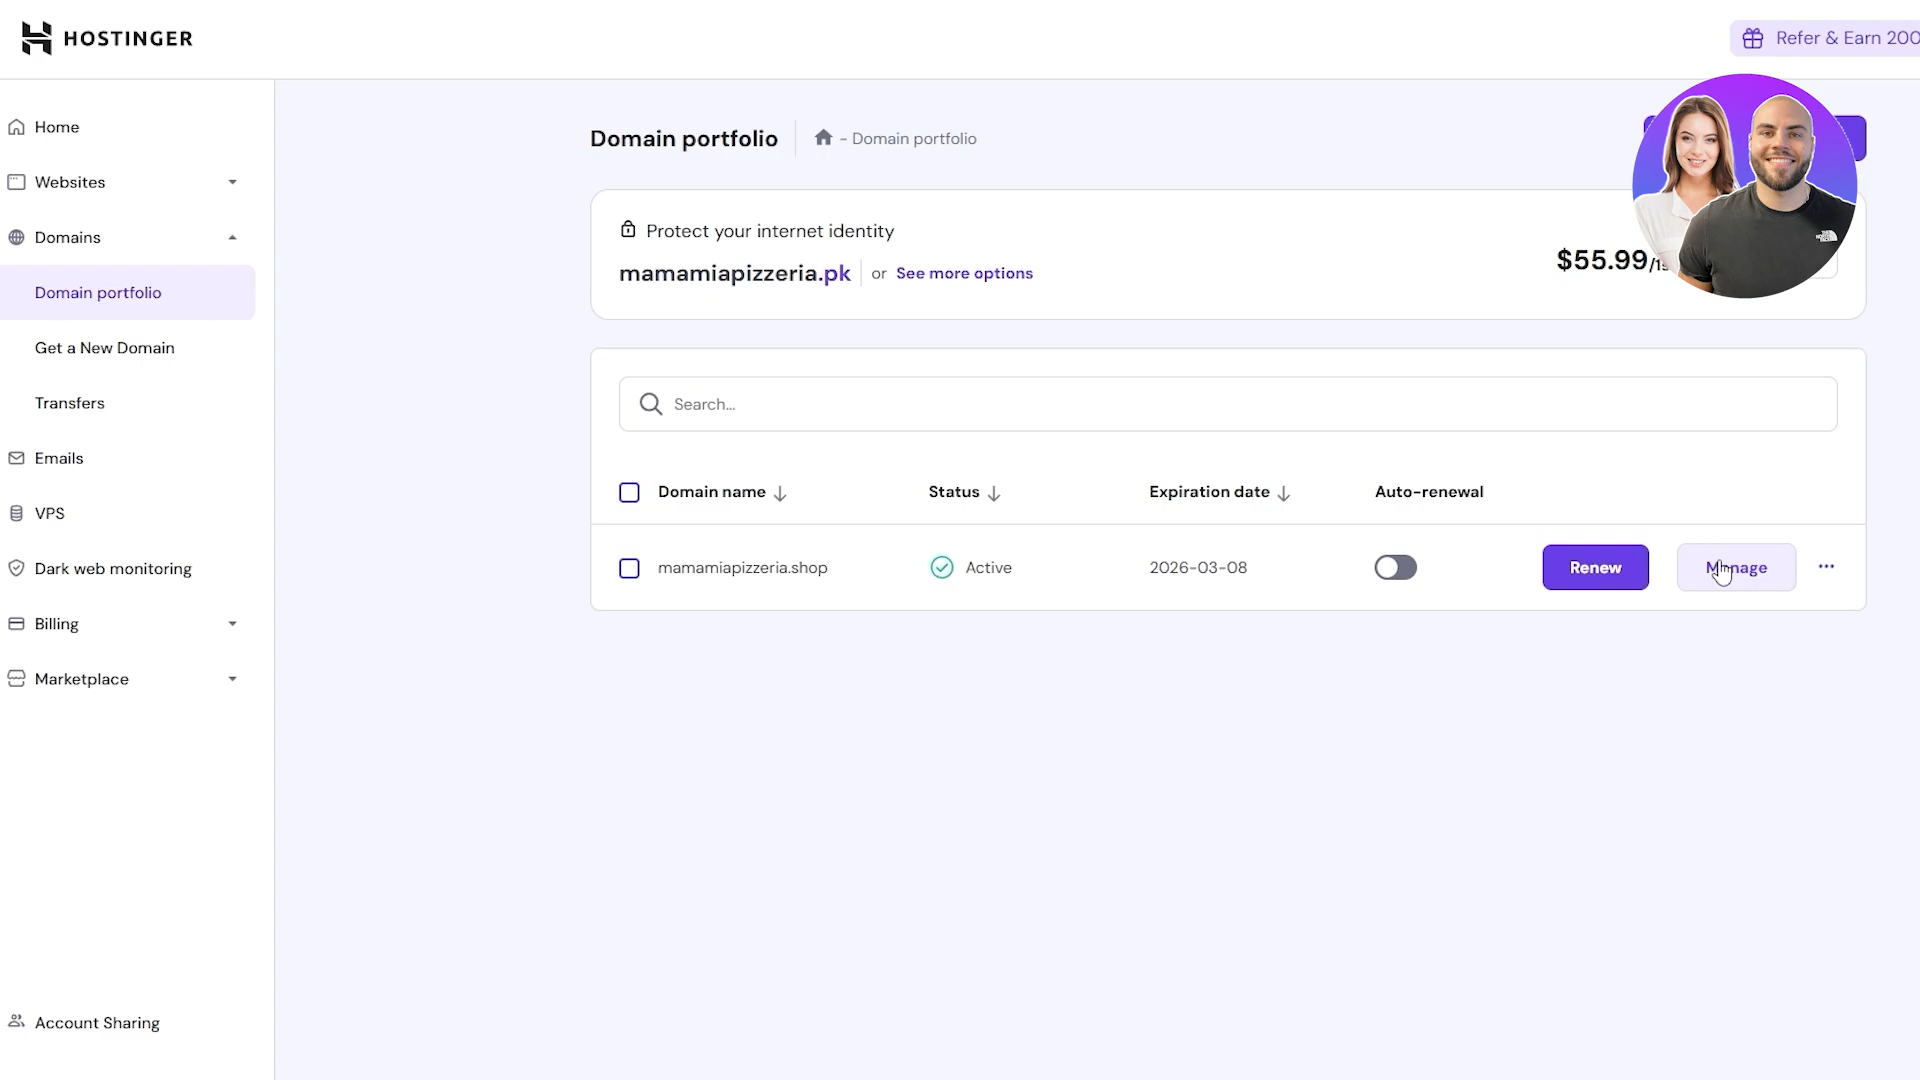 HOSTINGER
Refer & Earn 200
Home
Websites
Domains
Domain portfolio
Get a New Domain
Transfers
Emails
VPS
Dark web monitoring
Billing
Marketplace
Account Sharing
Domain portfolio - Domain portfolio
Protect your internet identity
mamamiapizzeria.pk or See more options
$55.99
Search...
Domain name Status Expiration date Auto-renewal
mamamiapizzeria.shop Active 2026-03-08 Renew Manage